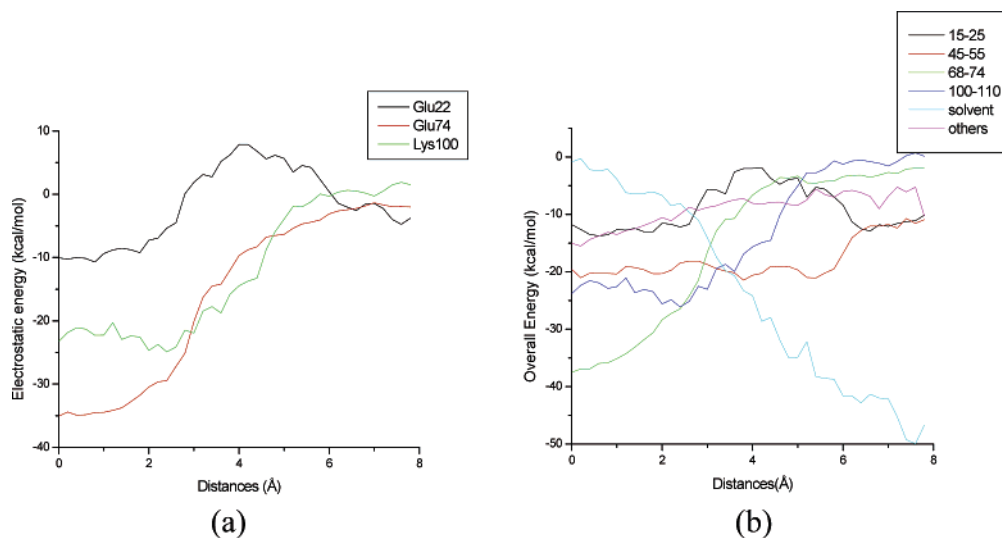 Glu22
Glu74
Lys100
10
0
-10
-20
-30
-40
Electrostatic energy (kcal/mol)
0
2
4
6
8
Distances (Å)
(a)
15-25
45-55
68-74
100-110
solvent
others
0
-10
-20
-30
-40
-50
Overall Energy (kcal/mol)
0
2
4
6
8
Distances(Å)
(b)